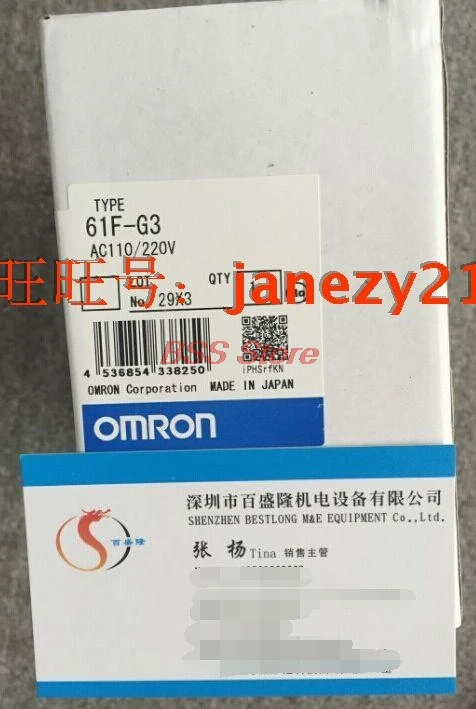 TYPE
61F-G3
AC110/220V
LOT
No. 29X3
QTY
旺旺号：janezy21
BSS Store
4 536854 338250
iPHSrfKN
OMRON Corporation MADE IN JAPAN
OMRON
深圳市百盛隆机电设备有限公司
SHENZHEN BESTLONG M&E EQUIPMENT Co.,Ltd.
百盛隆
张 杨 Tina 销售主管